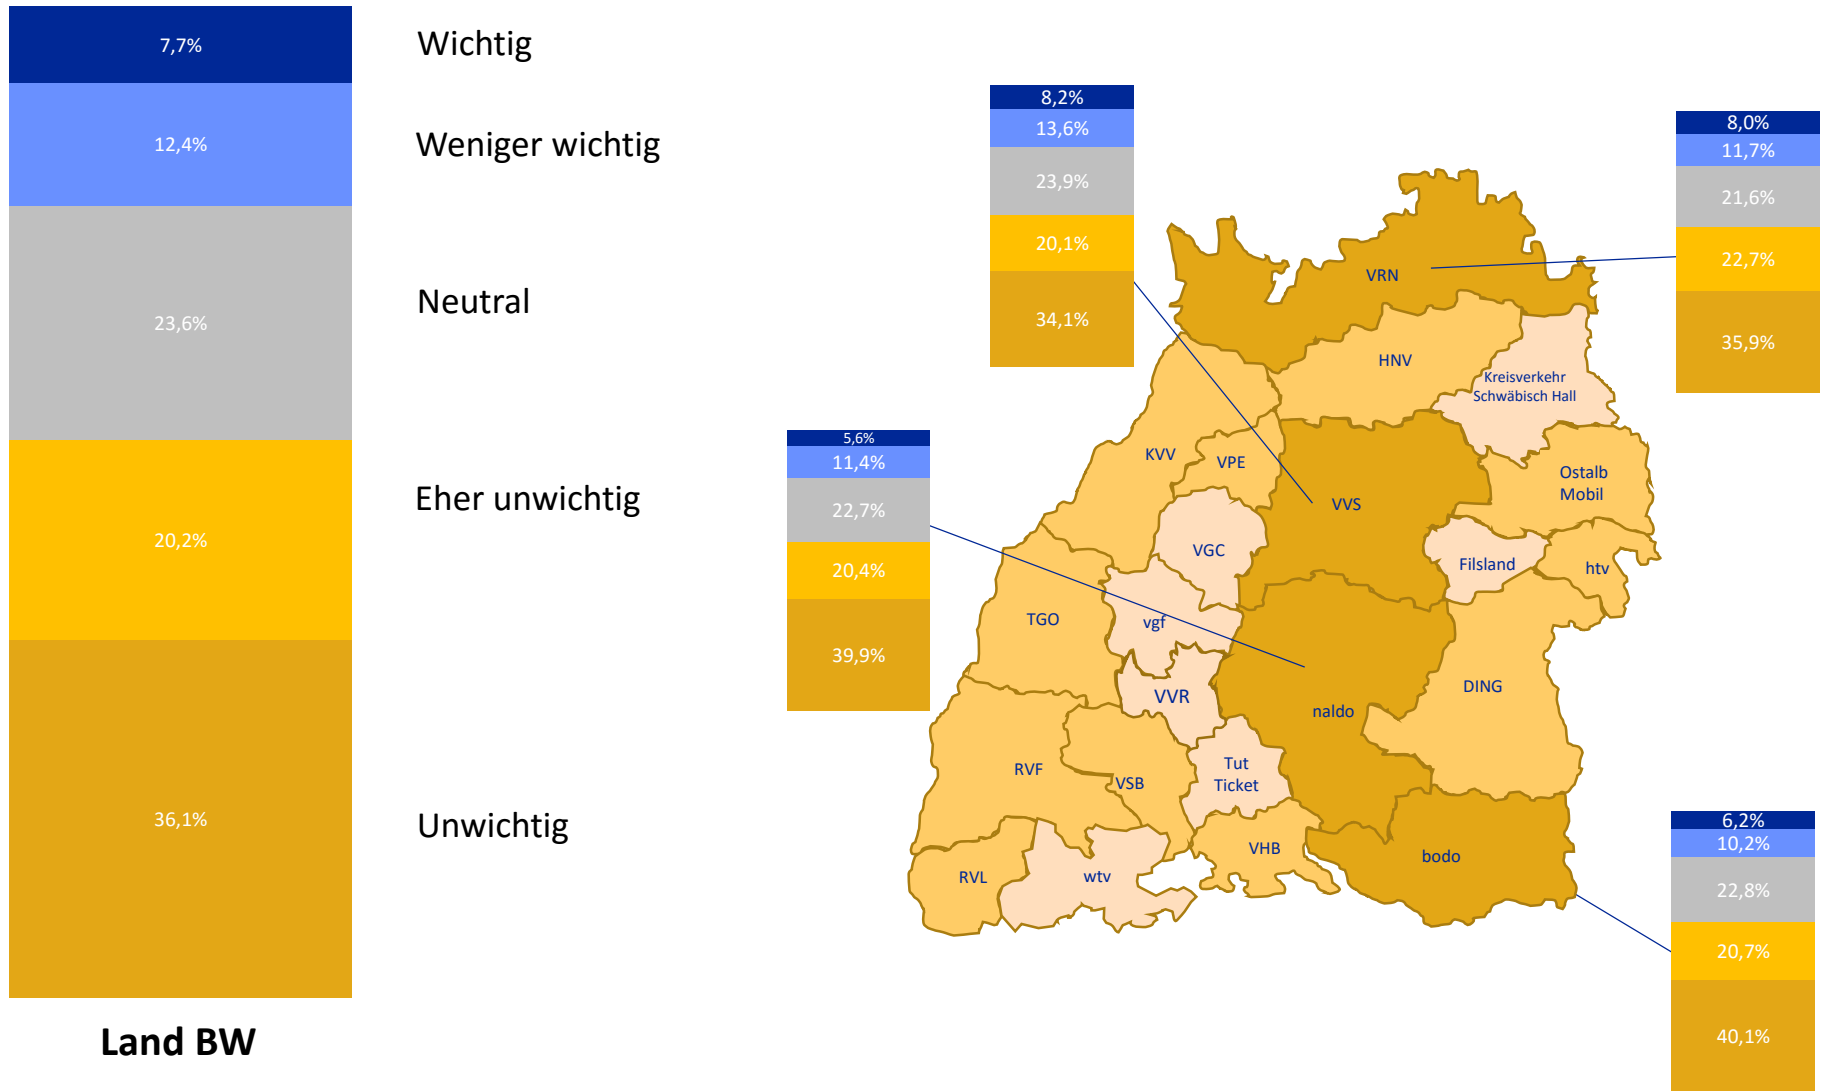 7,7%
Wichtig
12,4%
Weniger wichtig
23,6%
Neutral
20,2%
Eher unwichtig
36,1%
Unwichtig
Land BW
8,2%
13,6%
23,9%
20,1%
34,1%
8,0%
11,7%
21,6%
22,7%
35,9%
5,6%
11,4%
22,7%
20,4%
39,9%
6,2%
10,2%
22,8%
20,7%
40,1%
VRN
HNV
Kreisverkehr
Schwäbisch Hall
KVV
VPE
Ostalb
Mobil
VVS
VGC
Filsland
htv
TGO
vgf
VVR
DING
naldo
RVF
VSB
Tut
Ticket
VHB
bodo
RVL
wtv